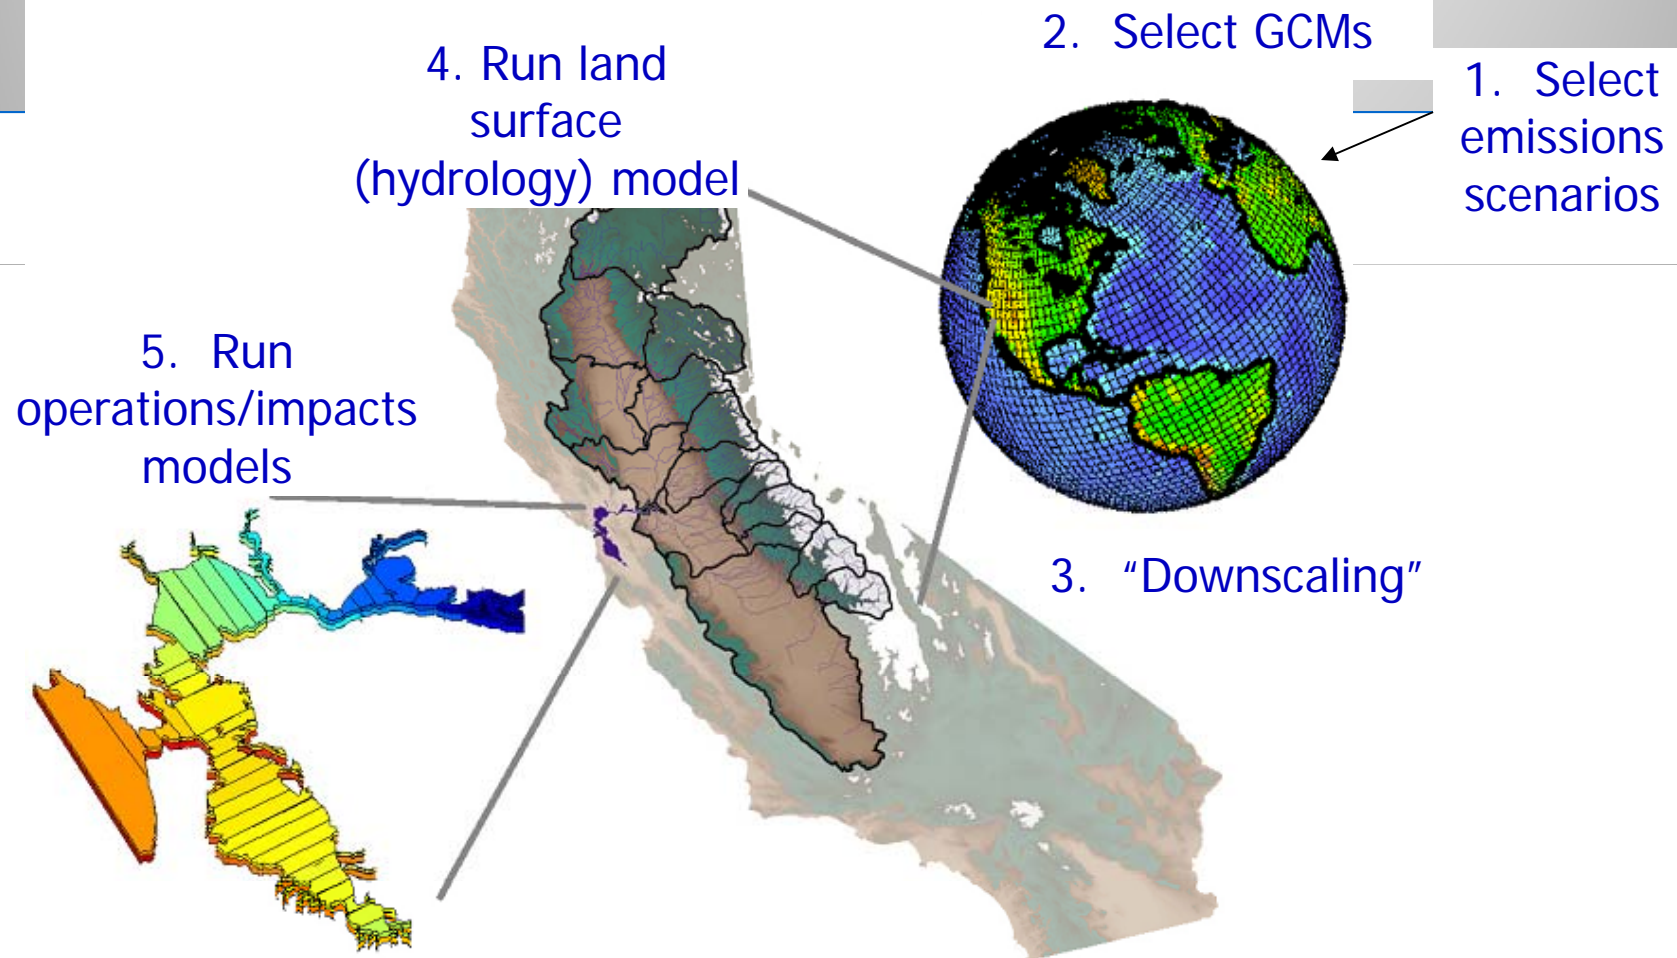 1. Select
emissions
scenarios
2. Select GCMs
3. “Downscaling”
4. Run land
surface
(hydrology) model
5. Run
operations/impacts
models